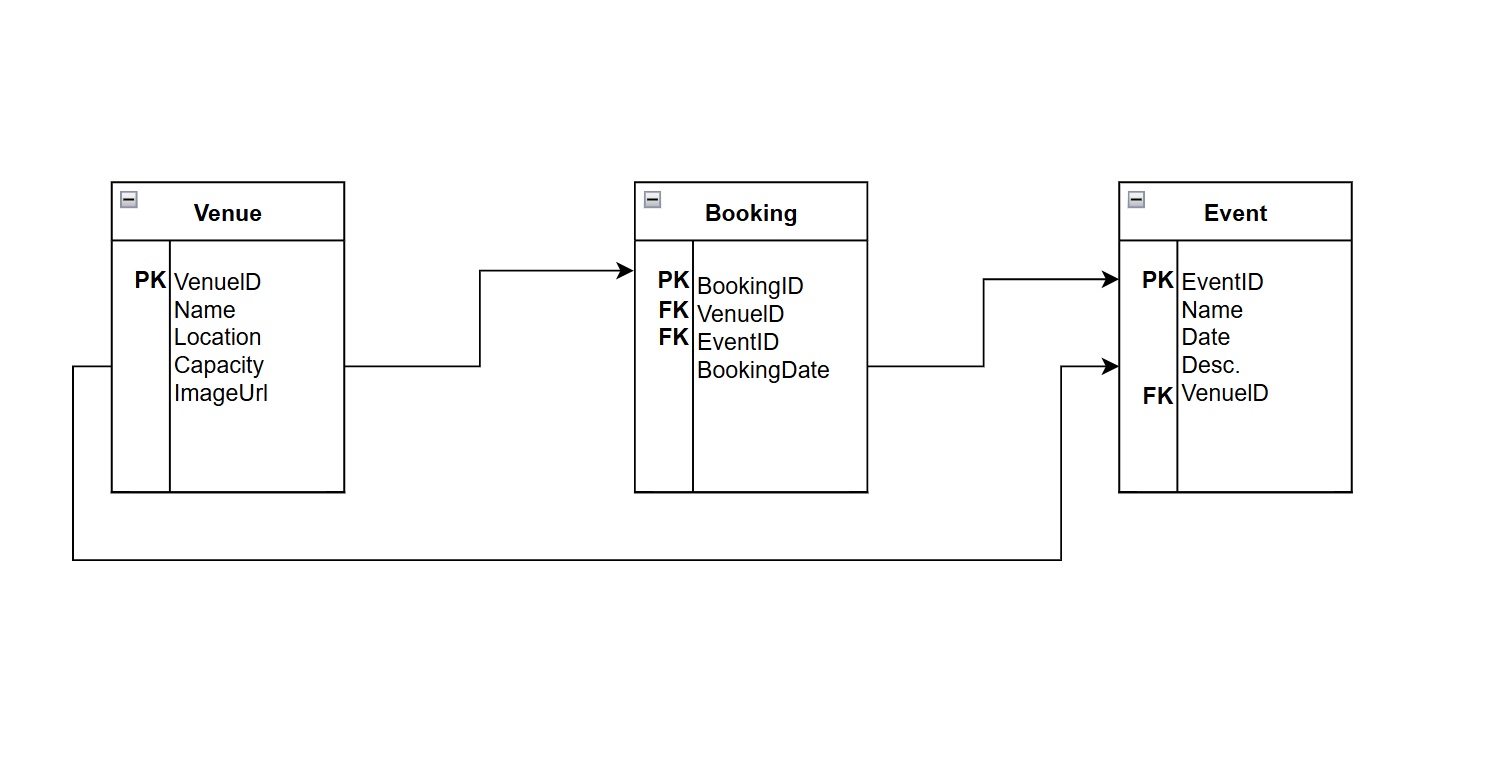 Venue
PK VenueID
Name
Location
Capacity
ImageUrl
Booking
PK BookingID
FK VenueID
FK EventID
BookingDate
Event
PK EventID
Name
Date
Desc.
FK VenueID